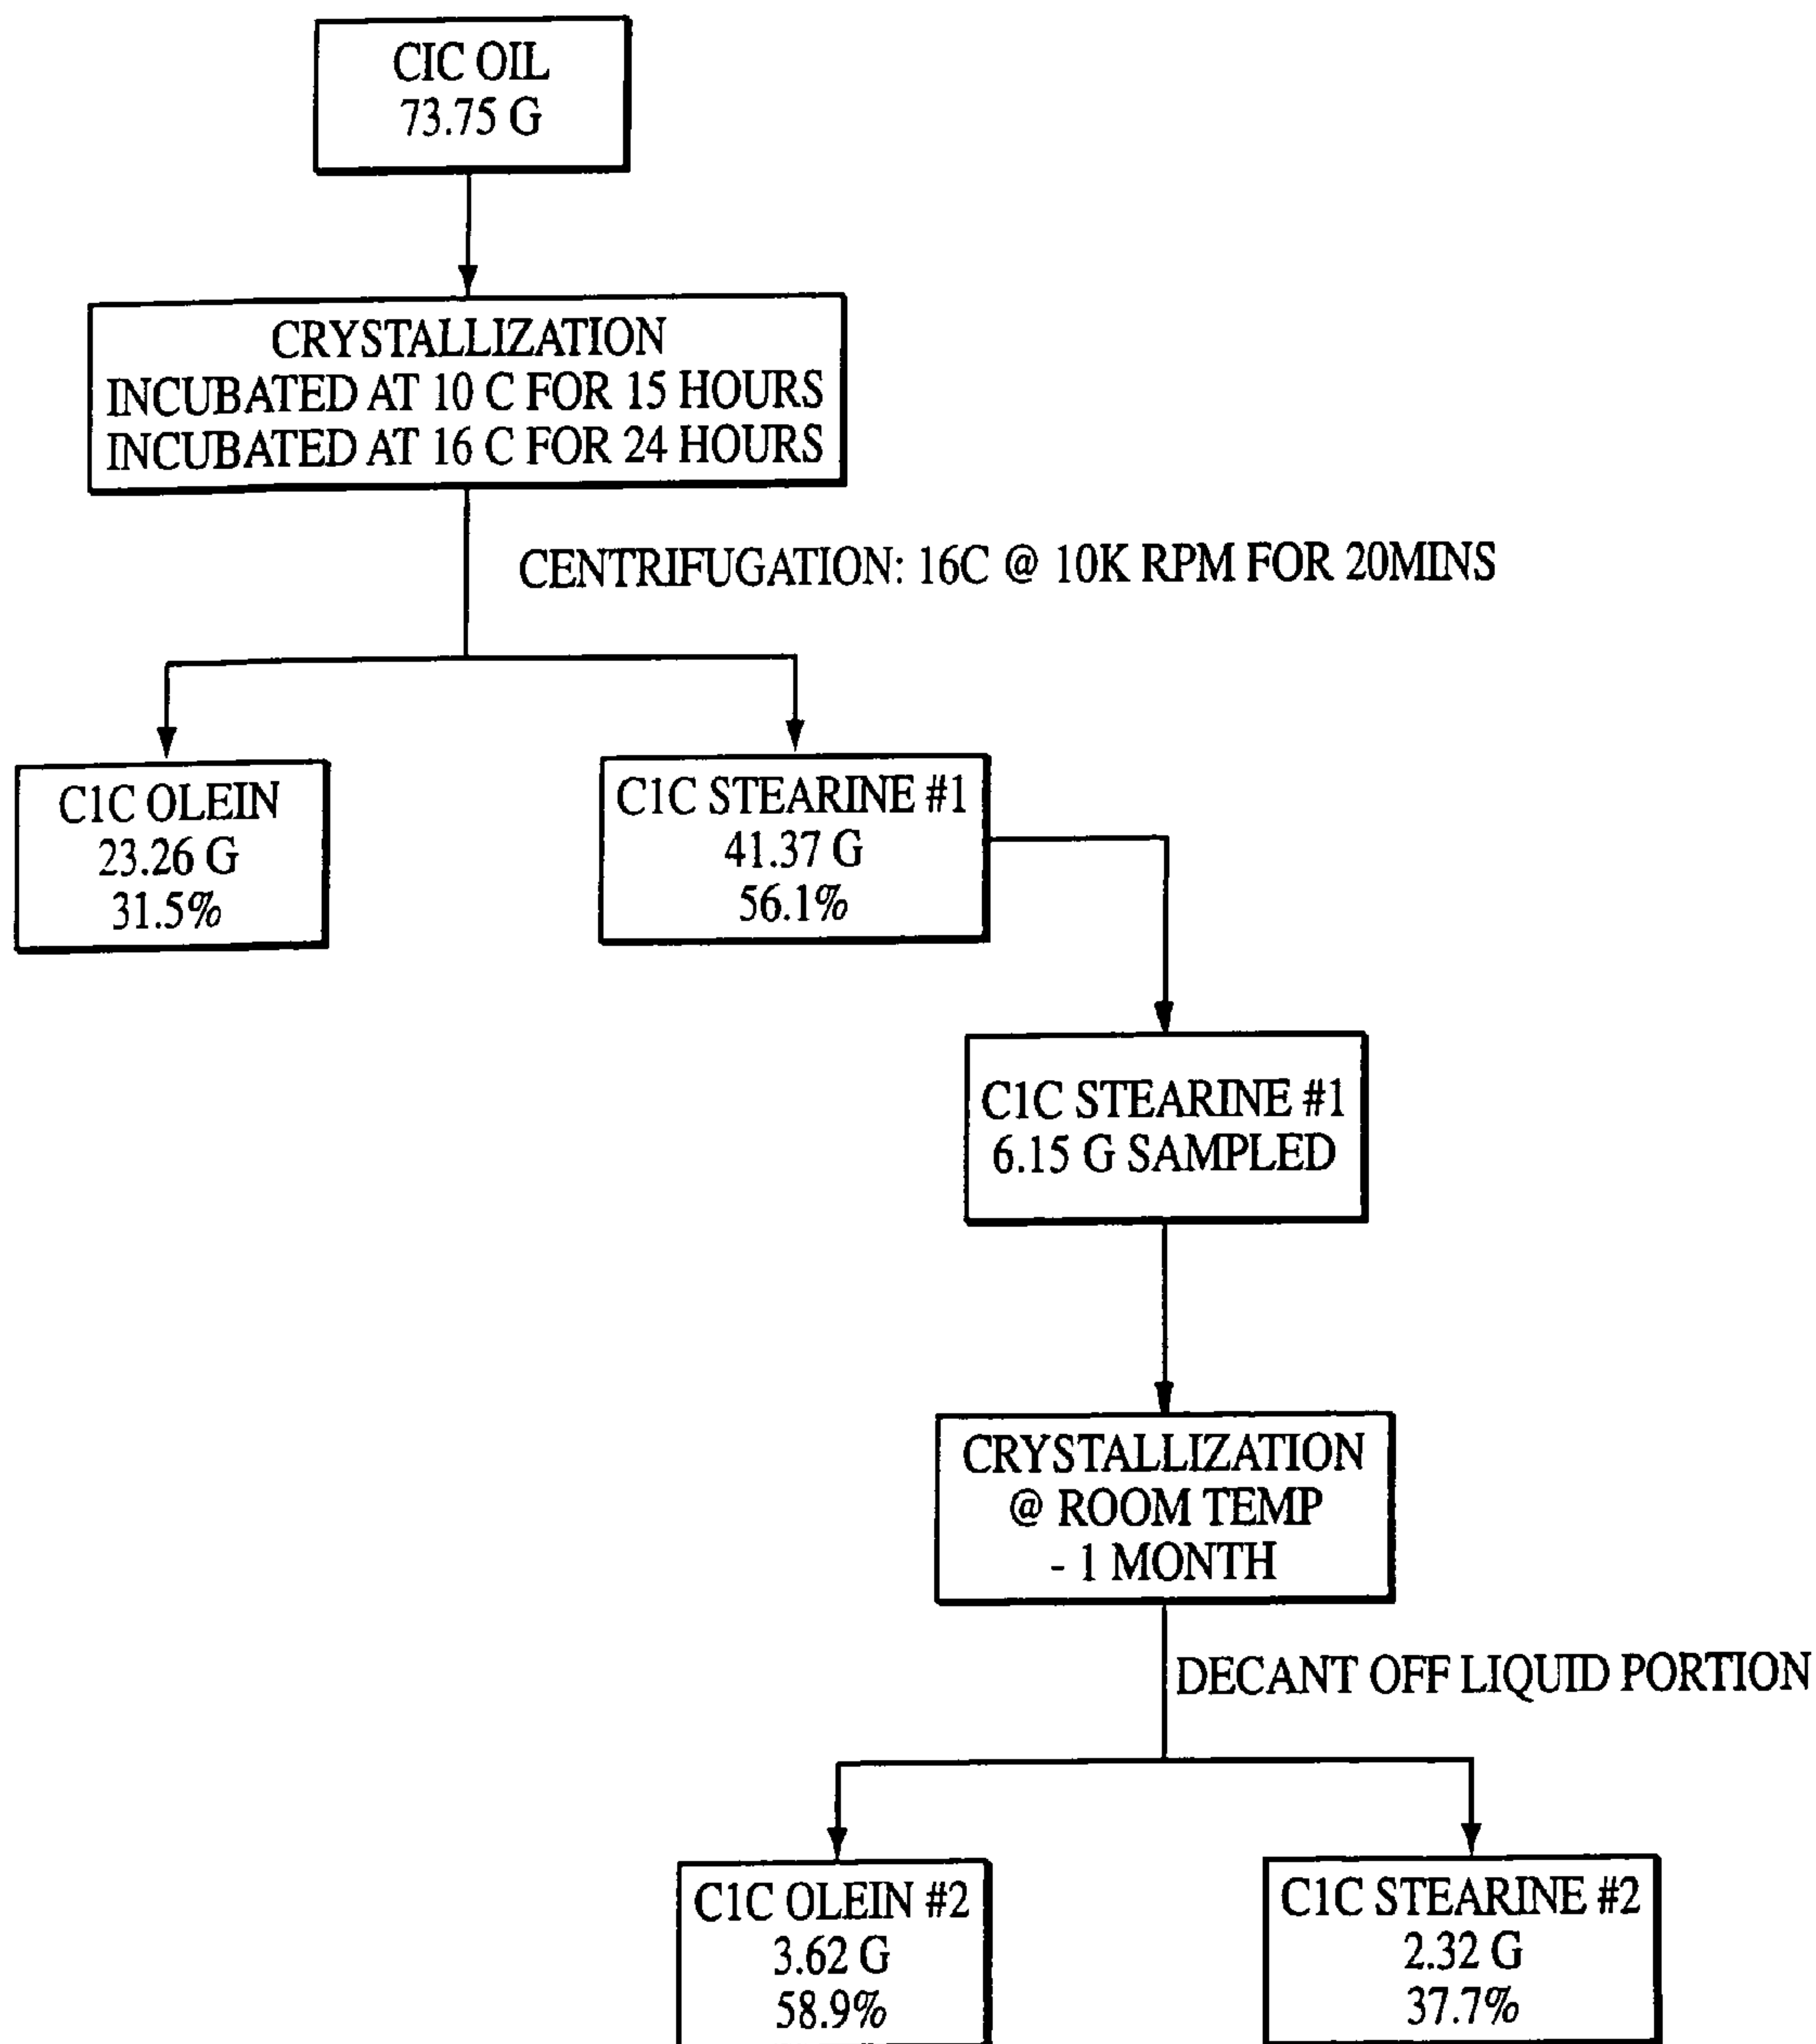 CIC OIL
73.75 G
CRYSTALLIZATION
INCUBATED AT 10 C FOR 15 HOURS
INCUBATED AT 16 C FOR 24 HOURS
CENTRIFUGATION: 16C @ 10K RPM FOR 20MINS
C1C OLEIN
23.26 G
31.5%
C1C STEARINE #1
41.37 G
56.1%
C1C STEARINE #1
6.15 G SAMPLED
CRYSTALLIZATION
@ ROOM TEMP
- 1 MONTH
DECANT OFF LIQUID PORTION
C1C OLEIN #2
3.62 G
58.9%
C1C STEARINE #2
2.32 G
37.7%